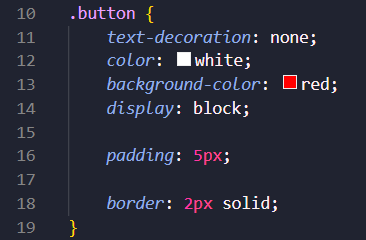 10 .button {
11 text-decoration: none;
12 color: white;
13 background-color: red;
14 display: block;
15
16 padding: 5px;
17
18 border: 2px solid;
19 }